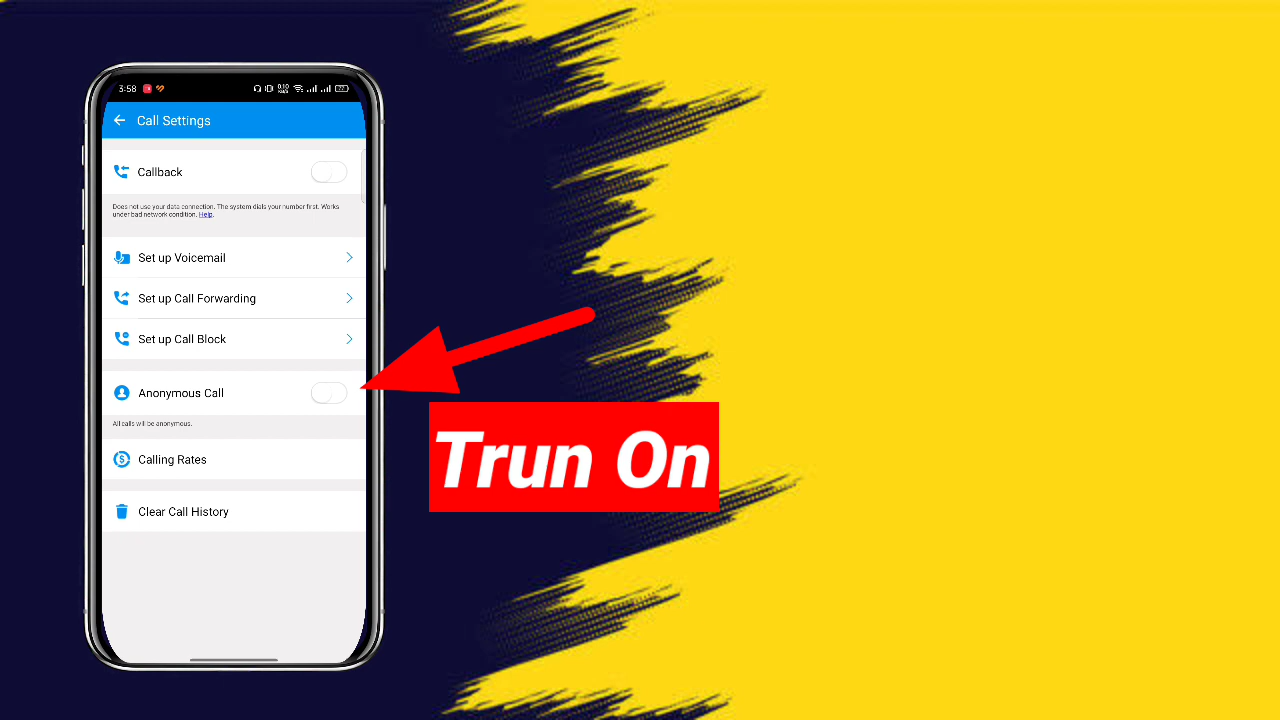 3:58
Call Settings
Callback
Does not use your data connection. The system dials your number first. Works
under bad network condition. Help.
Set up Voicemail
Set up Call Forwarding
Set up Call Block
Anonymous Call
All calls will be anonymous.
Trun On
Calling Rates
Clear Call History